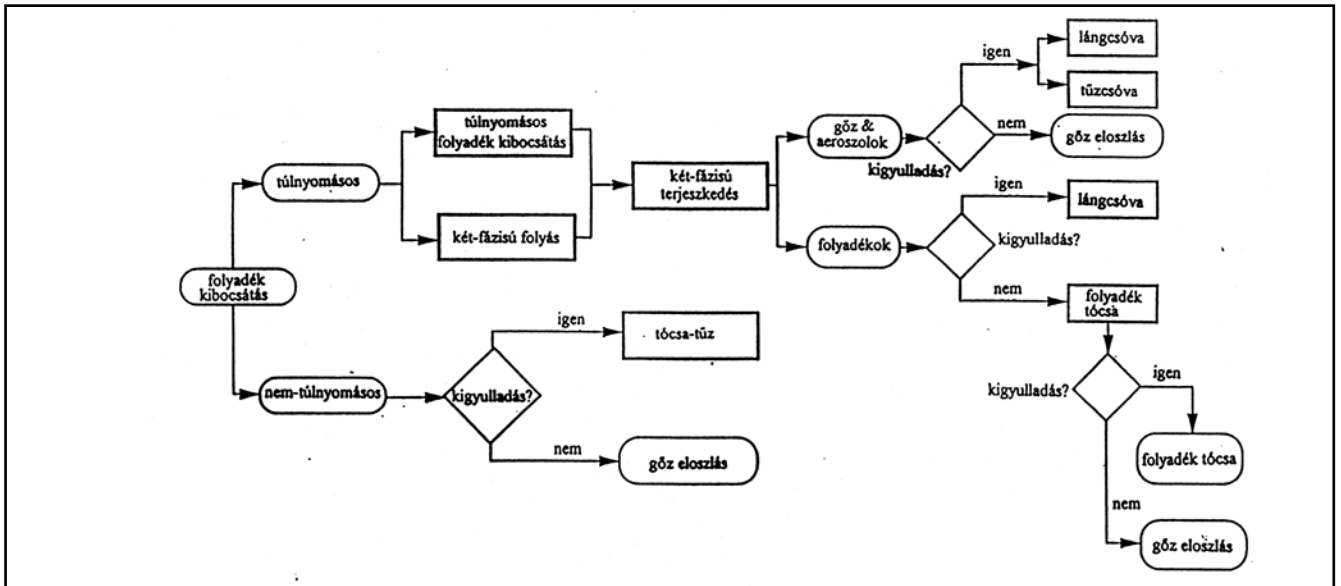 lángcsóva
igen
tűzcsóva
túlnyomásos
folyadék kibocsátás
gőz &
aeroszolok
nem
gőz eloszlás
kigyulladás?
túlnyomásos
két-fázisú
terjeszkedés
igen
lángcsóva
két-fázisú folyás
folyadékok
kigyulladás?
folyadék
kibocsátás
nem
folyadék
tócsa
igen
tócsa-tűz
nem-túlnyomásos
kigyulladás?
kigyulladás?
igen
nem
gőz eloszlás
folyadék tócsa
nem
gőz eloszlás